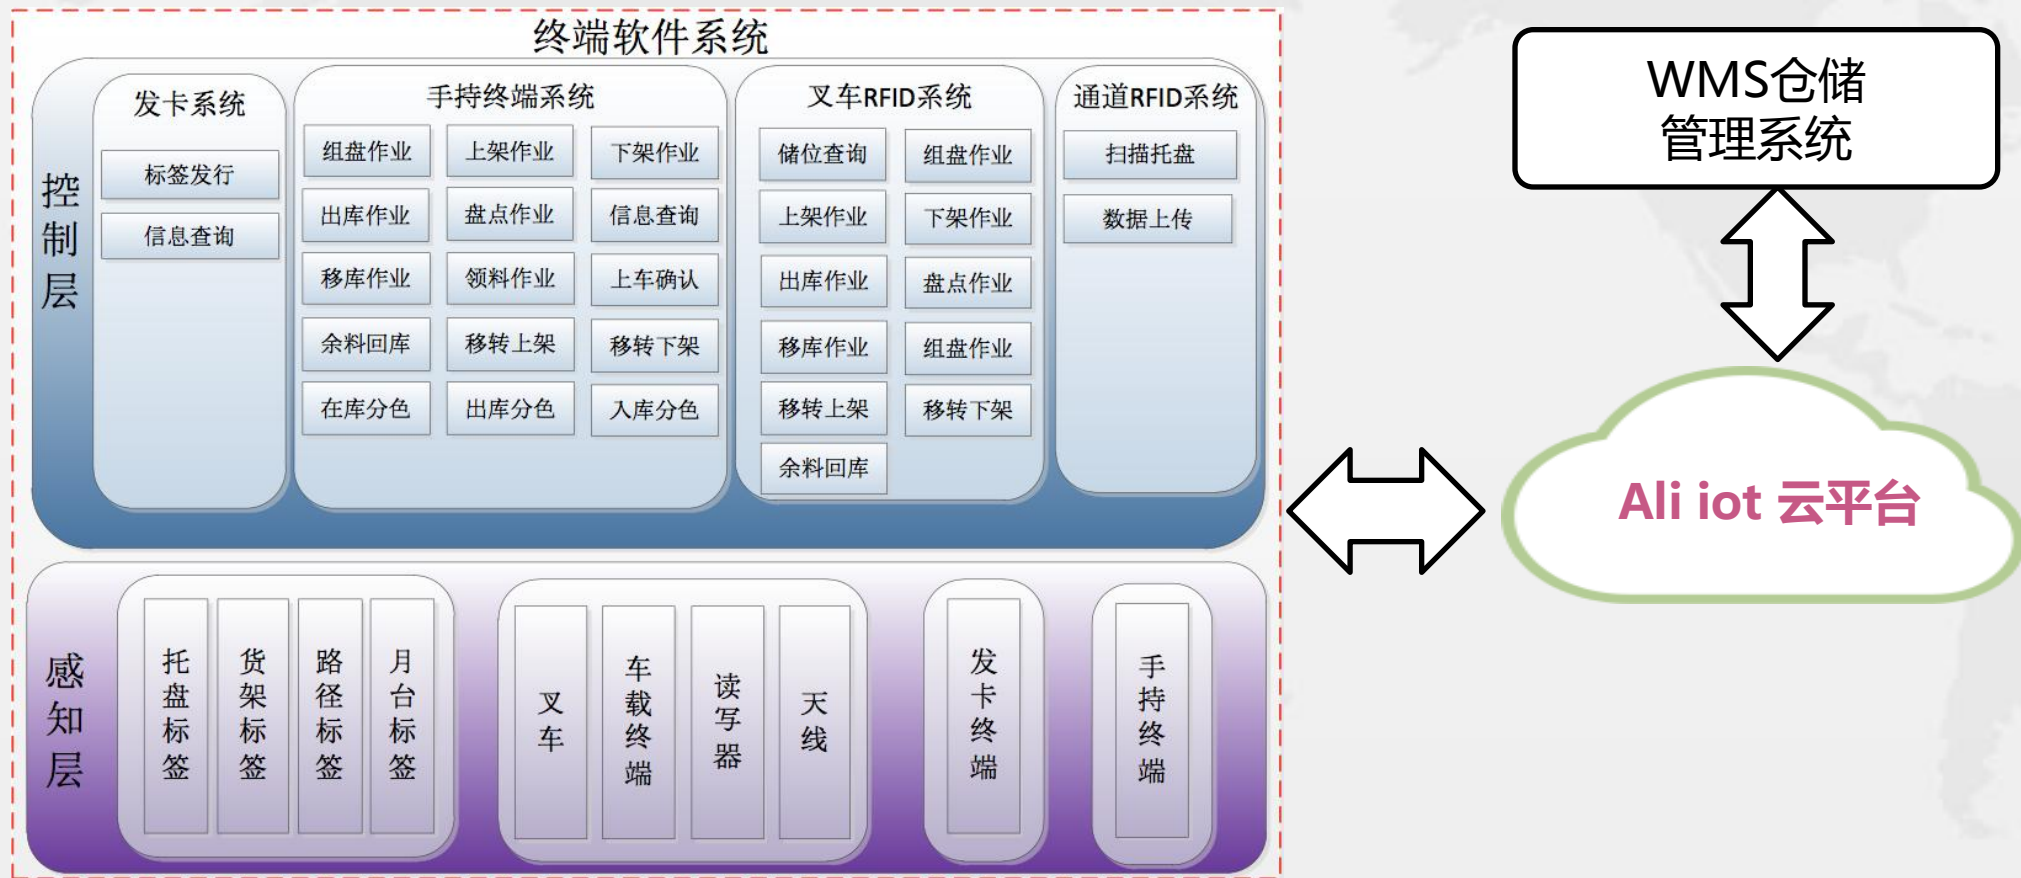 终端软件系统
控制层
发卡系统
标签发行
信息查询
手持终端系统
组盘作业
上架作业
下架作业
出库作业
盘点作业
信息查询
移库作业
领料作业
上车确认
余料回库
移转上架
移转下架
在库分色
出库分色
入库分色
叉车RFID系统
储位查询
组盘作业
上架作业
下架作业
出库作业
盘点作业
移库作业
组盘作业
移转上架
移转下架
余料回库
通道RFID系统
扫描托盘
数据上传
感知层
托盘标签
货架标签
路径标签
月台标签
叉车
车载终端
读写器
天线
发卡终端
手持终端
WMS仓储
管理系统
Ali iot 云平台